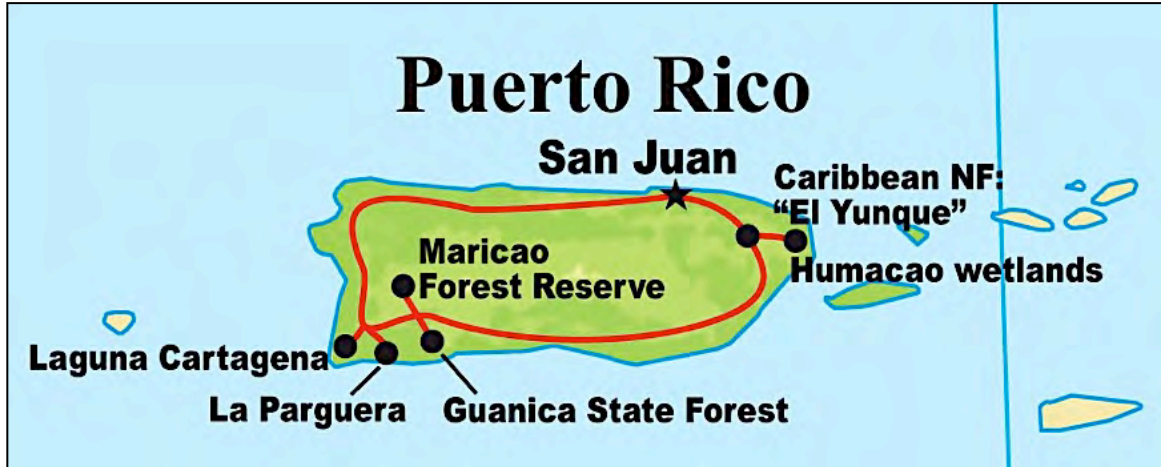 Puerto Rico
San Juan
Caribbean NF:
“El Yunque”
Humacao wetlands
Maricao
Forest Reserve
Laguna Cartagena
La Parguera
Guanica State Forest